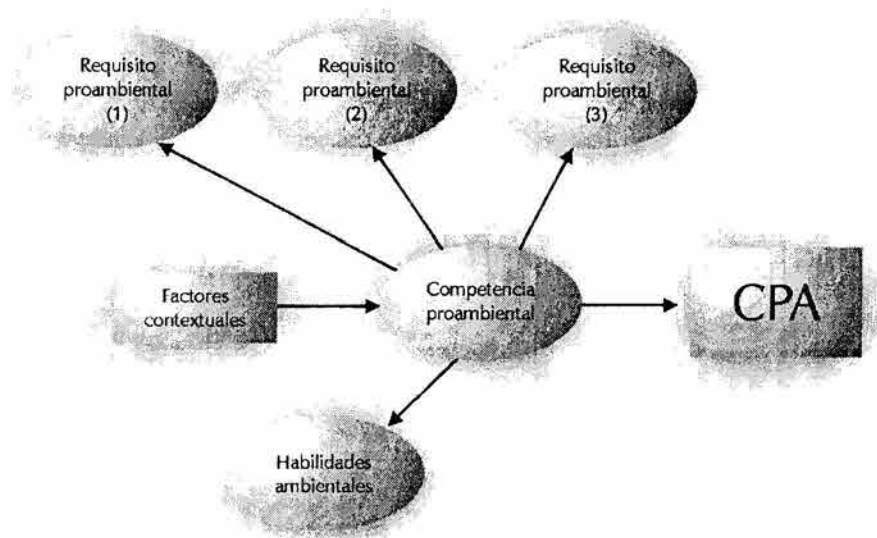 Requisito
proambiental
(1)
Requisito
proambiental
(2)
Requisito
proambiental
(3)
Factores
contextuales
Competencia
proambiental
CPA
Habilidades
ambientales